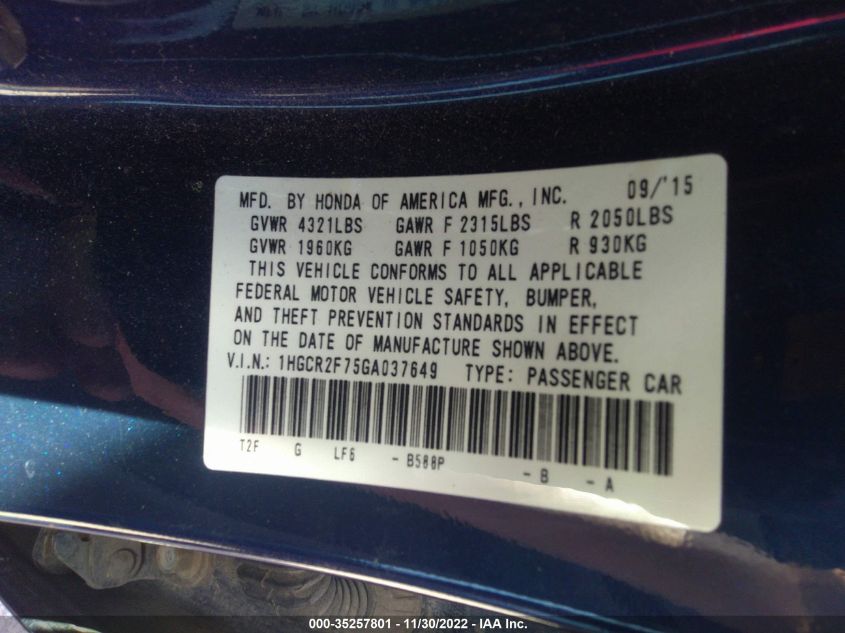 MFD. BY HONDA OF AMERICA MFG., INC. 09/'15
GVWR 4321LBS GAWR F 2315LBS R 2050LBS
GVWR 1960KG GAWR F 1050KG R 930KG
THIS VEHICLE CONFORMS TO ALL APPLICABLE
FEDERAL MOTOR VEHICLE SAFETY, BUMPER,
AND THEFT PREVENTION STANDARDS IN EFFECT
ON THE DATE OF MANUFACTURE SHOWN ABOVE.
V.I.N.: 1HGCR2F75GA037649 TYPE: PASSENGER CAR
T2F G LF6 - B588P - B - A
000-35257801 - 11/30/2022 - IAA Inc.